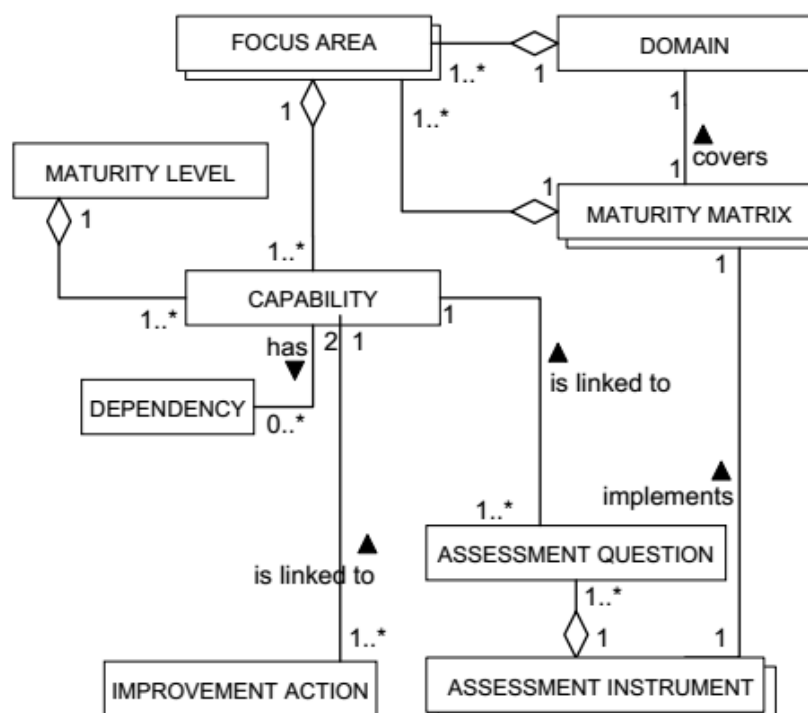 FOCUS AREA
DOMAIN
1..*
1
1
1..*
1
covers
MATURITY LEVEL
1
1
1
MATURITY MATRIX
1
1..*
CAPABILITY
1..*
1
has
2
1
is linked to
DEPENDENCY
0..*
implements
1..*
ASSESSMENT QUESTION
is linked to
1..*
1..*
1
1
IMPROVEMENT ACTION
ASSESSMENT INSTRUMENT